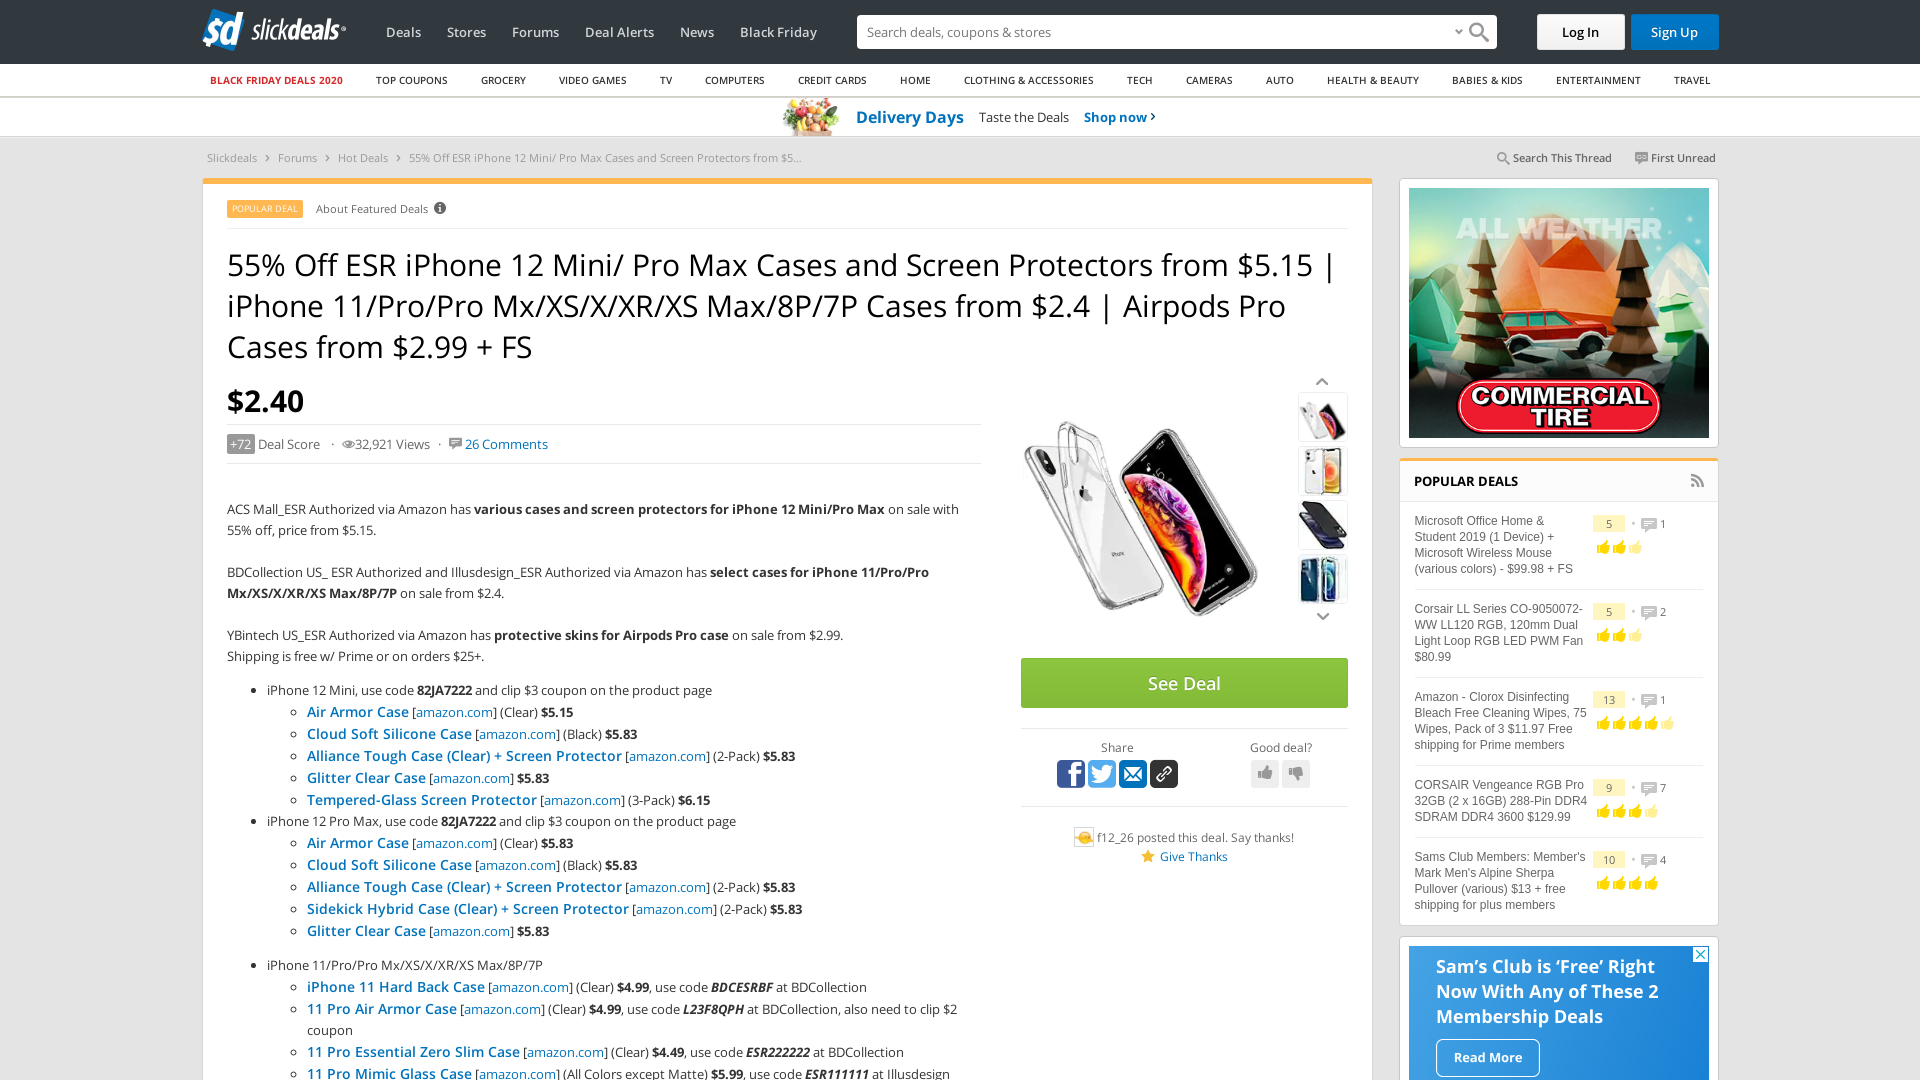 sd slickdeals
Deals Stores Forums Deal Alerts News Black Friday
Search deals, coupons & stores
Log In Sign Up
BLACK FRIDAY DEALS 2020 TOP COUPONS GROCERY VIDEO GAMES TV COMPUTERS CREDIT CARDS HOME CLOTHING & ACCESSORIES TECH CAMERAS AUTO HEALTH & BEAUTY BABIES & KIDS ENTERTAINMENT TRAVEL
Delivery Days Taste the Deals Shop now
Slickdeals Forums Hot Deals 55% Off ESR iPhone 12 Mini/ Pro Max Cases and Screen Protectors from $5...
Search This Thread First Unread
POPULAR DEAL About Featured Deals
55% Off ESR iPhone 12 Mini/ Pro Max Cases and Screen Protectors from $5.15 |
iPhone 11/Pro/Pro Mx/XS/X/XR/XS Max/8P/7P Cases from $2.4 | Airpods Pro
Cases from $2.99 + FS
$2.40
+72 Deal Score · 32,921 Views · 26 Comments
ACS Mall_ESR Authorized via Amazon has various cases and screen protectors for iPhone 12 Mini/Pro Max on sale with
55% off, price from $5.15.
BDCollection US_ ESR Authorized and Illusdesign_ESR Authorized via Amazon has select cases for iPhone 11/Pro/Pro
Mx/XS/X/XR/XS Max/8P/7P on sale from $2.4.
YBintech US_ESR Authorized via Amazon has protective skins for Airpods Pro case on sale from $2.99.
Shipping is free w/ Prime or on orders $25+.
iPhone 12 Mini, use code 82JA7222 and clip $3 coupon on the product page
Air Armor Case [amazon.com] (Clear) $5.15
Cloud Soft Silicone Case [amazon.com] (Black) $5.83
Alliance Tough Case (Clear) + Screen Protector [amazon.com] (2-Pack) $5.83
Glitter Clear Case [amazon.com] $5.83
Tempered-Glass Screen Protector [amazon.com] (3-Pack) $6.15
iPhone 12 Pro Max, use code 82JA7222 and clip $3 coupon on the product page
Air Armor Case [amazon.com] (Clear) $5.83
Cloud Soft Silicone Case [amazon.com] (Black) $5.83
Alliance Tough Case (Clear) + Screen Protector [amazon.com] (2-Pack) $5.83
Sidekick Hybrid Case (Clear) + Screen Protector [amazon.com] (2-Pack) $5.83
Glitter Clear Case [amazon.com] $5.83
iPhone 11/Pro/Pro Mx/XS/X/XR/XS Max/8P/7P
iPhone 11 Hard Back Case [amazon.com] (Clear) $4.99, use code BDCESRBF at BDCollection
11 Pro Air Armor Case [amazon.com] (Clear) $4.99, use code L23F8QPH at BDCollection, also need to clip $2
coupon
11 Pro Essential Zero Slim Case [amazon.com] (Clear) $4.49, use code ESR222222 at BDCollection
11 Pro Mimic Glass Case [amazon.com] (All Colors except Matte) $5.99, use code ESR111111 at Illusdesign
iPhone
See Deal
Share Good deal?
f12_26 posted this deal. Say thanks!
Give Thanks
ALL WEATHER
COMMERCIAL
TIRE
POPULAR DEALS
Microsoft Office Home &
Student 2019 (1 Device) +
Microsoft Wireless Mouse
(various colors) - $99.98 + FS
5 • 1
Corsair LL Series CO-9050072-
WW LL120 RGB, 120mm Dual
Light Loop RGB LED PWM Fan
$80.99
5 • 2
Amazon - Clorox Disinfecting
Bleach Free Cleaning Wipes, 75
Wipes, Pack of 3 $11.97 Free
shipping for Prime members
13 • 1
CORSAIR Vengeance RGB Pro
32GB (2 x 16GB) 288-Pin DDR4
SDRAM DDR4 3600 $129.99
9 • 7
Sams Club Members: Member's
Mark Men's Alpine Sherpa
Pullover (various) $13 + free
shipping for plus members
10 • 4
Sam's Club is ‘Free’ Right
Now With Any of These 2
Membership Deals
Read More